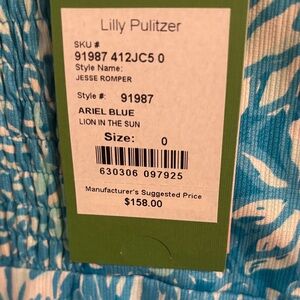 Lilly Pulitzer
SKU #
91987 412JC5 0
Style Name:
JESSE ROMPER
Style #: 91987
ARIEL BLUE
LION IN THE SUN
Size: 0
630306 097925
Manufacturer's Suggested Price
$158.00